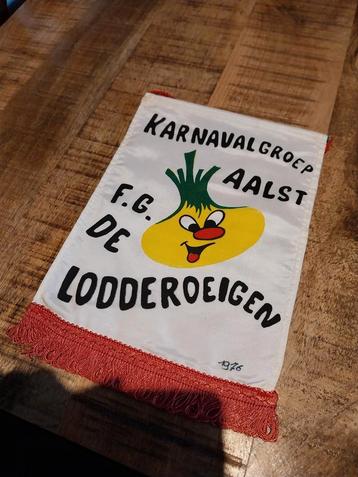 KARNAVALGROEP
AALST
F.G.
DE
LODDEROEIGEN
1976